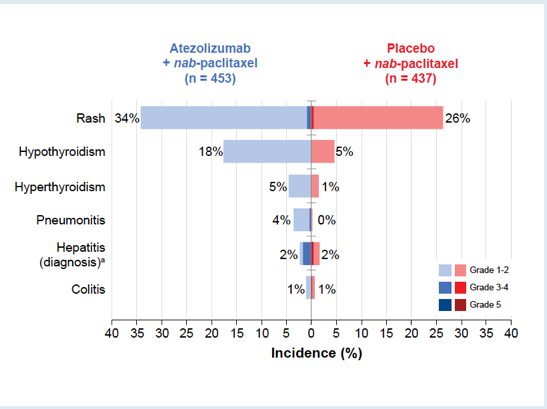 Atezolizumab
+ nab-paclitaxel
(n = 453)
Placebo
+ nab-paclitaxel
(n = 437)
Rash 34% 26%
Hypothyroidism 18% 5%
Hyperthyroidism 5% 1%
Pneumonitis 4% 0%
Hepatitis
(diagnosis)ª 2% 2%
Colitis 1% 1%
Grade 1-2
Grade 3-4
Grade 5
40 35 30 25 20 15 10 5 0 5 10 15 20 25 30 35 40
Incidence (%)